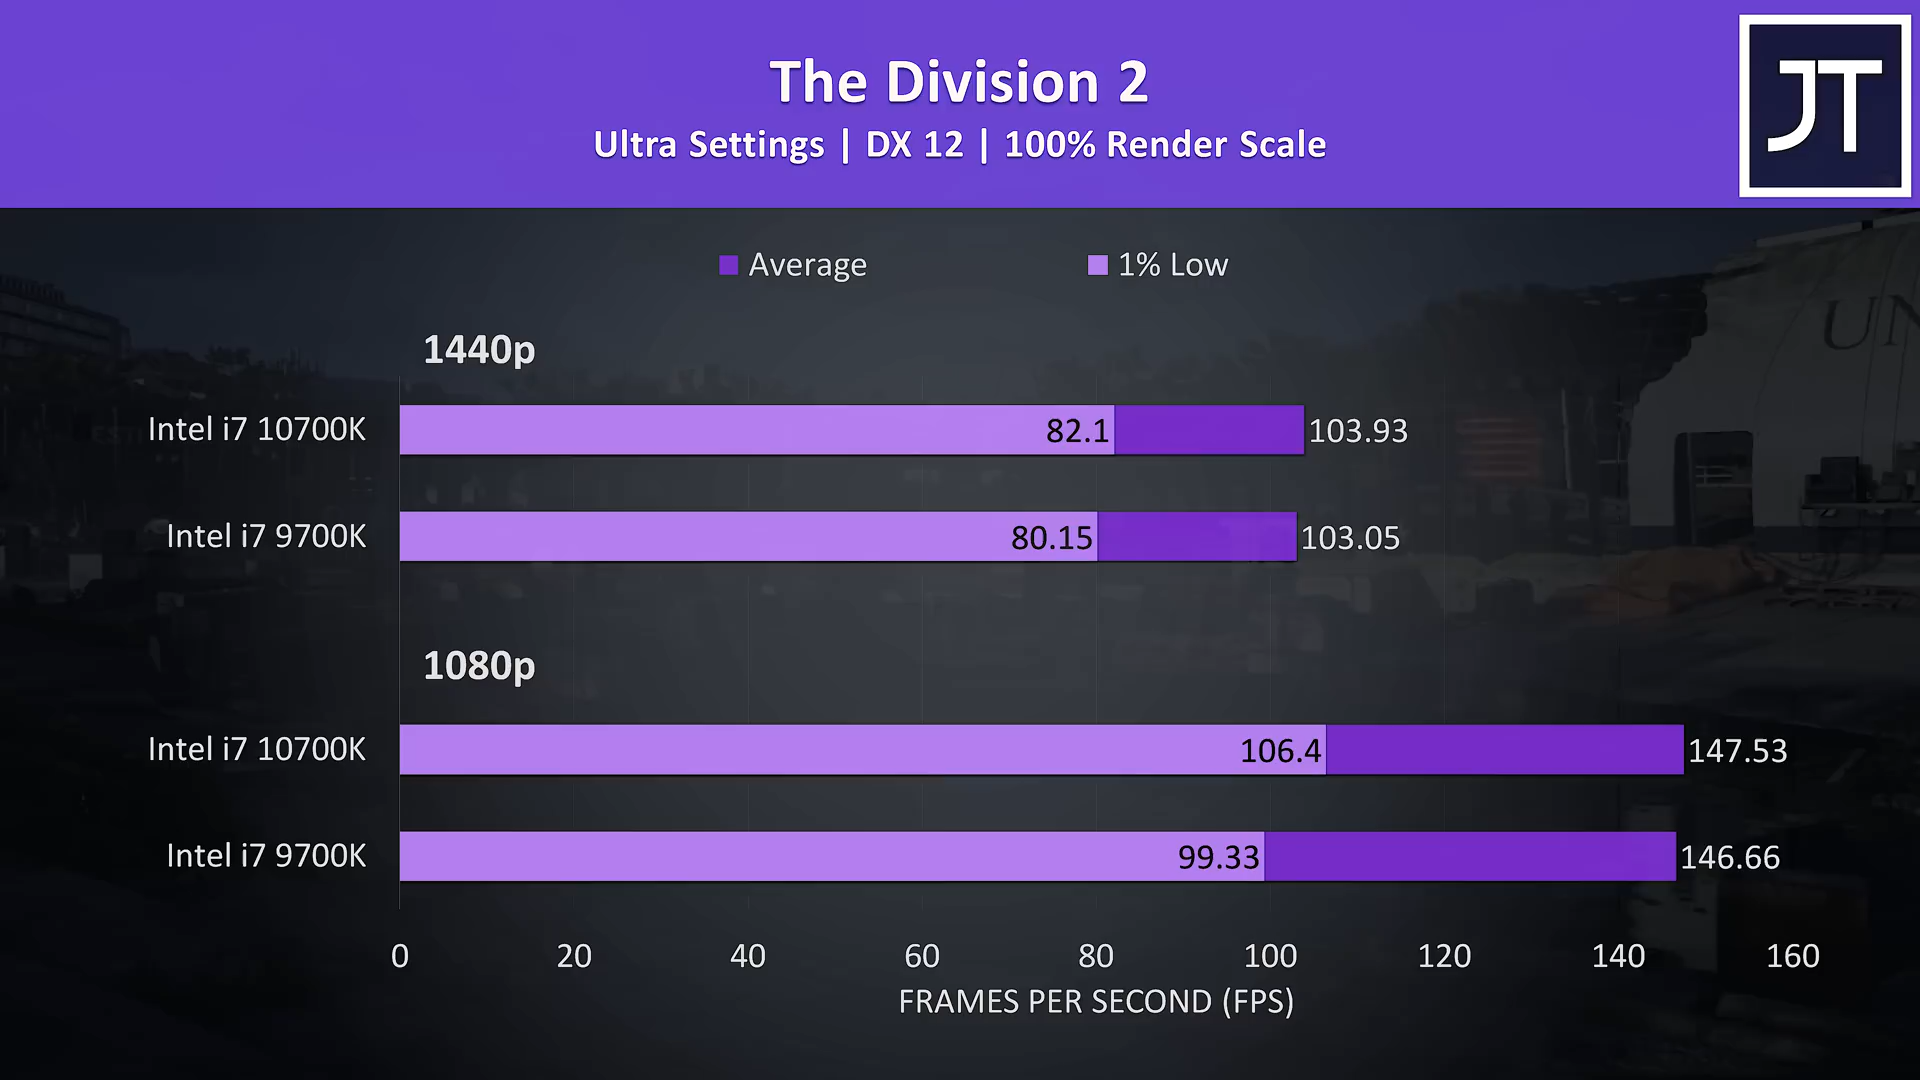 The Division 2
Ultra Settings | DX 12 | 100% Render Scale
JT
Average
1% Low
1440p
Intel i7 10700K
82.1
103.93
Intel i7 9700K
80.15
103.05
1080p
Intel i7 10700K
106.4
147.53
Intel i7 9700K
99.33
146.66
0 20 40 60 80 100 120 140 160
FRAMES PER SECOND (FPS)
UN